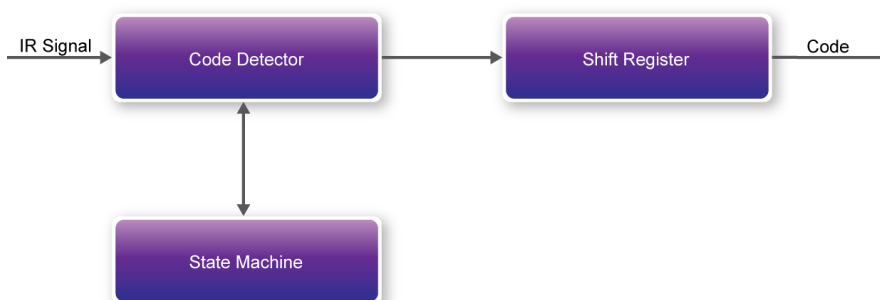 IR Signal
Code Detector
Shift Register
Code
State Machine